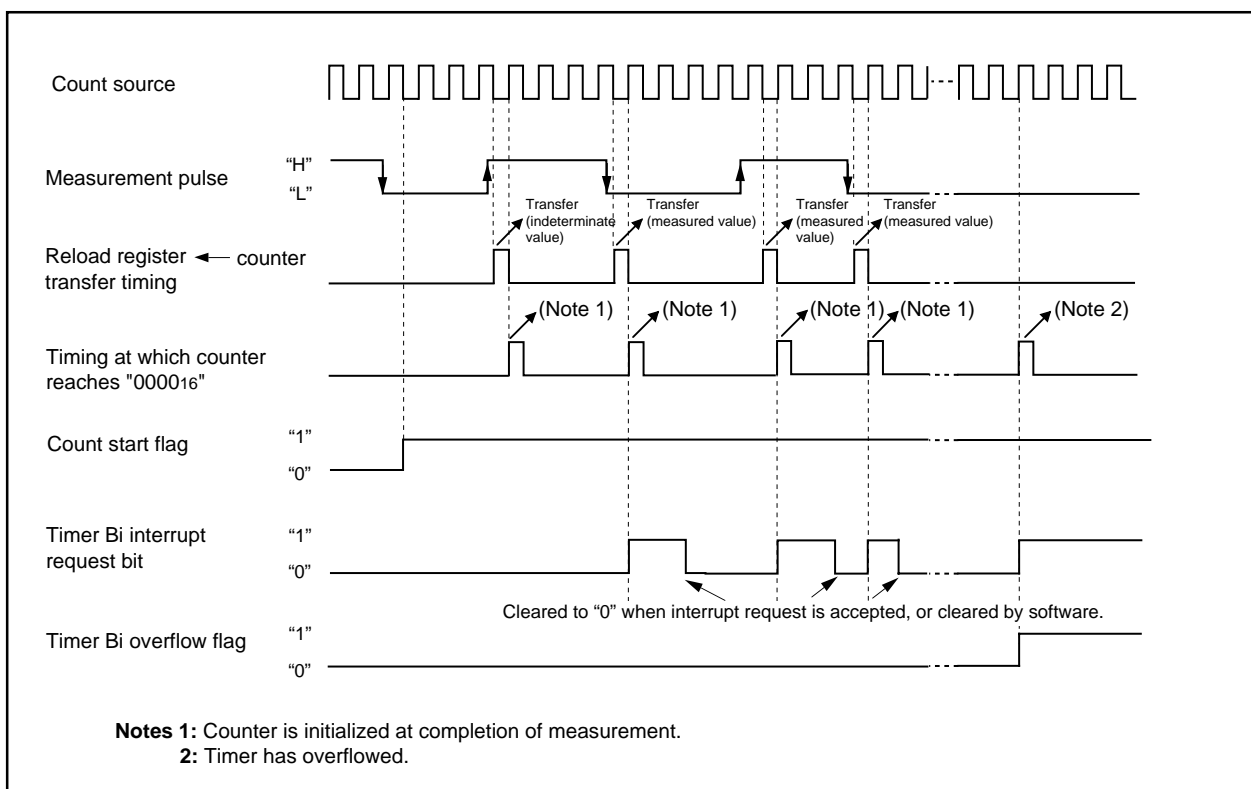 Count source
Measurement pulse
“H”
“L”
Transfer
(indeterminate
value)
Transfer
(measured value)
Transfer
(measured
value)
Transfer
(measured value)
Reload register ← counter
transfer timing
(Note 1)
(Note 1)
(Note 1)
(Note 1)
(Note 2)
Timing at which counter
reaches "000016"
Count start flag
“1”
“0”
Timer Bi interrupt
request bit
“1”
“0”
Cleared to “0” when interrupt request is accepted, or cleared by software.
Timer Bi overflow flag
“1”
“0”
Notes 1: Counter is initialized at completion of measurement.
2: Timer has overflowed.